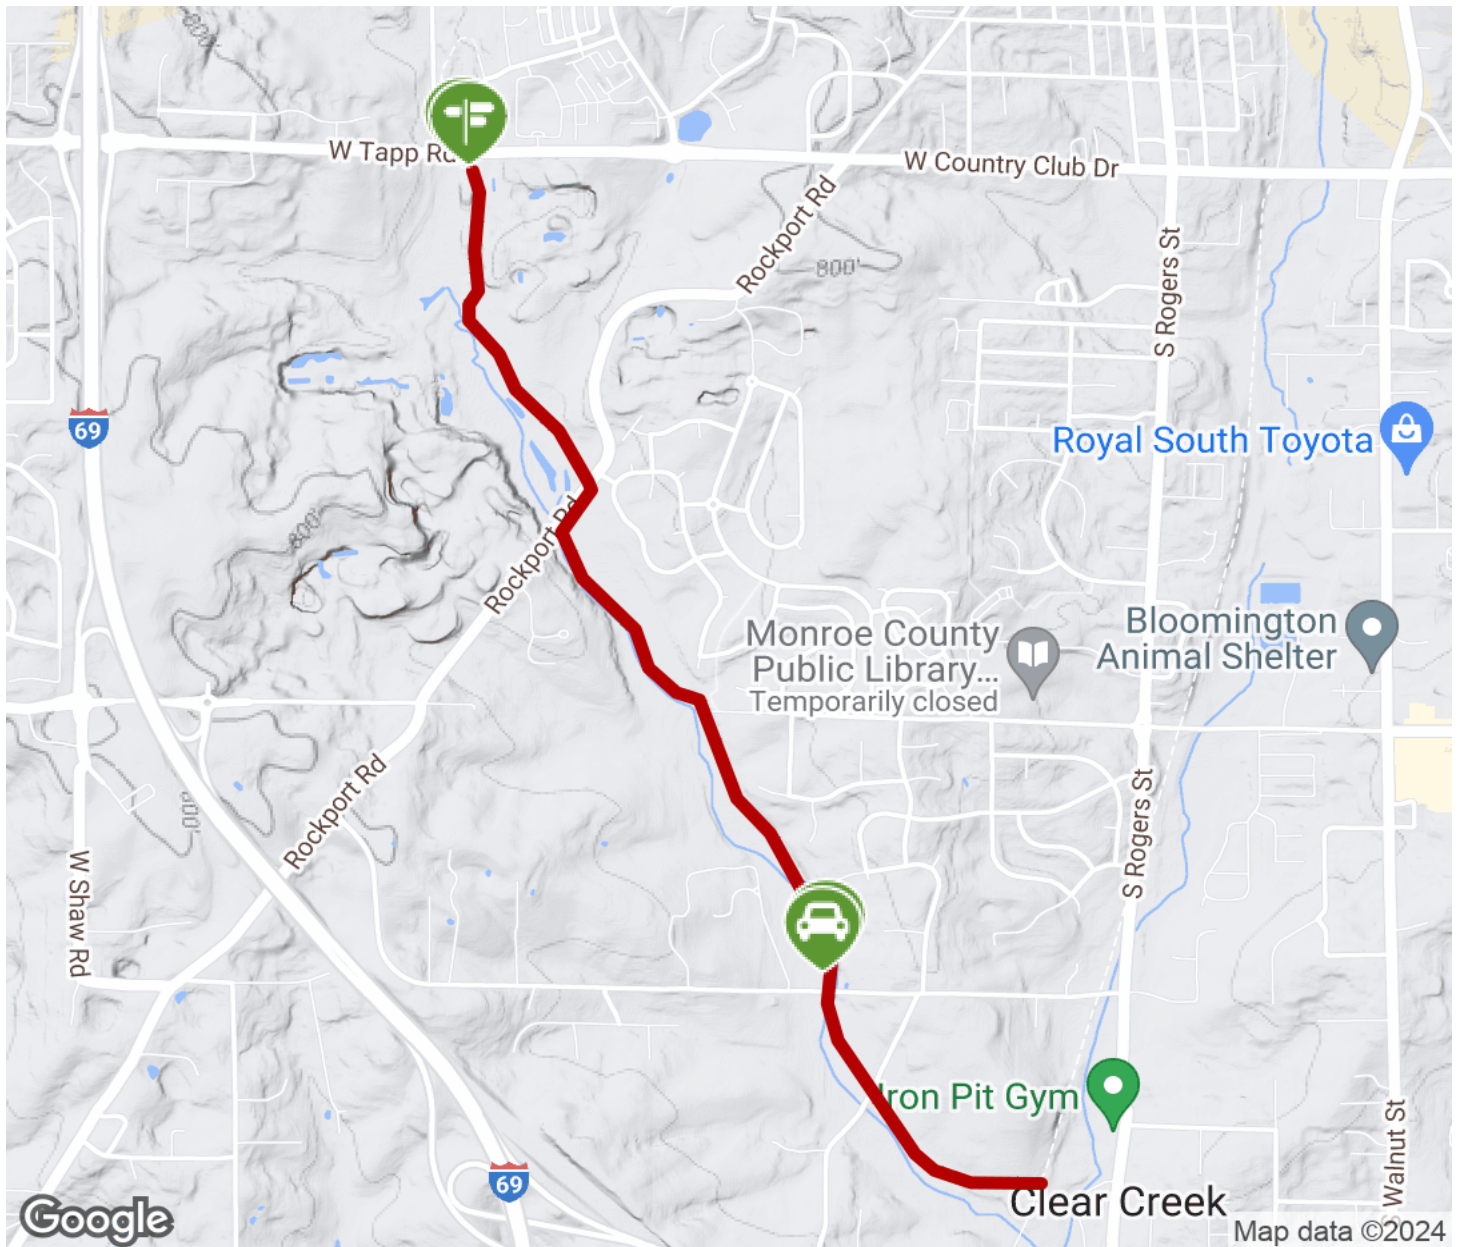 800'
W Tapp Rd
W Country Club Dr
Rockport Rd
800'
S Rogers St
69
Royal South Toyota
800'
Rockport Rd
Bloomington
Animal Shelter
Monroe County
Public Library...
Temporarily closed
Rockport Rd
800'
S Rogers St
W Shaw Rd
Iron Pit Gym
S Walnut St
69
Clear Creek
Google
Map data ©2024